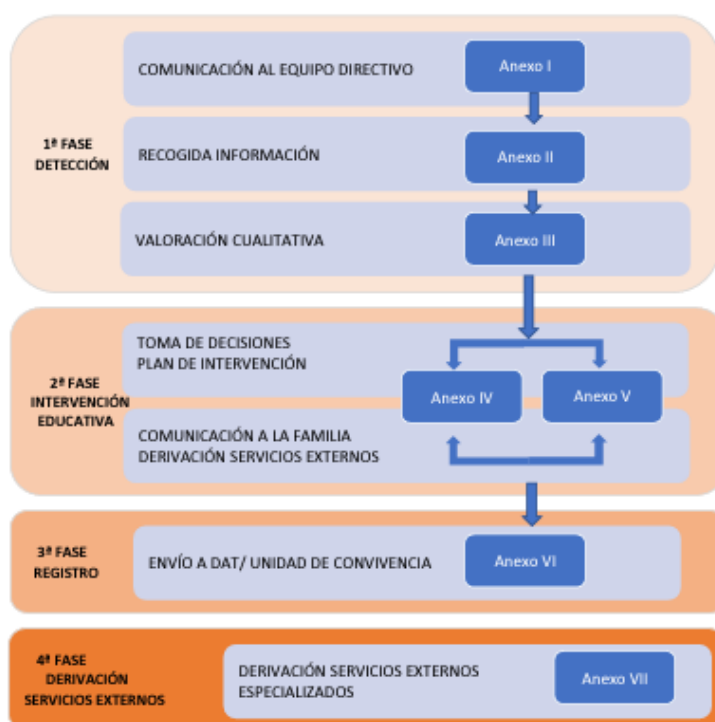 COMUNICACIÓN AL EQUIPO DIRECTIVO
Anexo I
1ª FASE
DETECCIÓN
RECOGIDA INFORMACIÓN
Anexo II
VALORACIÓN CUALITATIVA
Anexo III
TOMA DE DECISIONES
PLAN DE INTERVENCIÓN
2ª FASE
INTERVENCIÓN
EDUCATIVA
Anexo IV
Anexo V
COMUNICACIÓN A LA FAMILIA
DERIVACIÓN SERVICIOS EXTERNOS
3ª FASE
REGISTRO
ENVÍO A DAT/ UNIDAD DE CONVIVENCIA
Anexo VI
4ª FASE
DERIVACIÓN
SERVICIOS EXTERNOS
DERIVACIÓN SERVICIOS EXTERNOS
ESPECIALIZADOS
Anexo VII